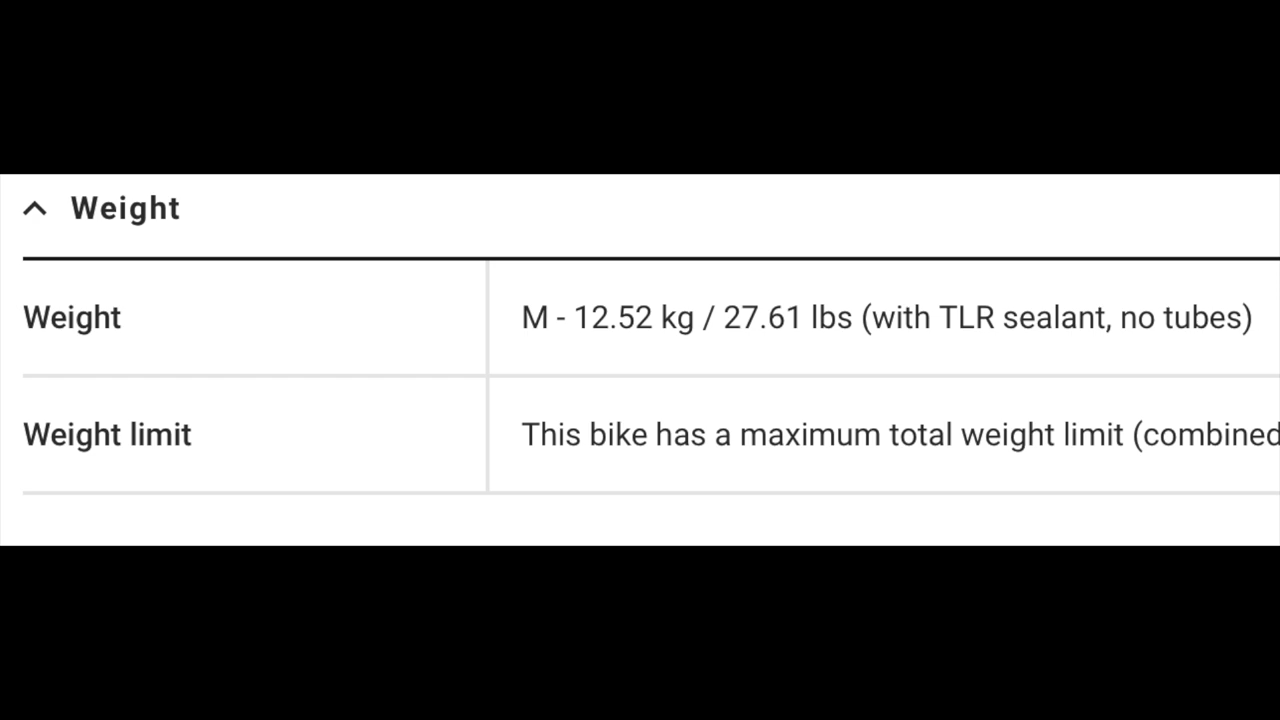 Weight
Weight M - 12.52 kg / 27.61 lbs (with TLR sealant, no tubes)
Weight limit This bike has a maximum total weight limit (combined